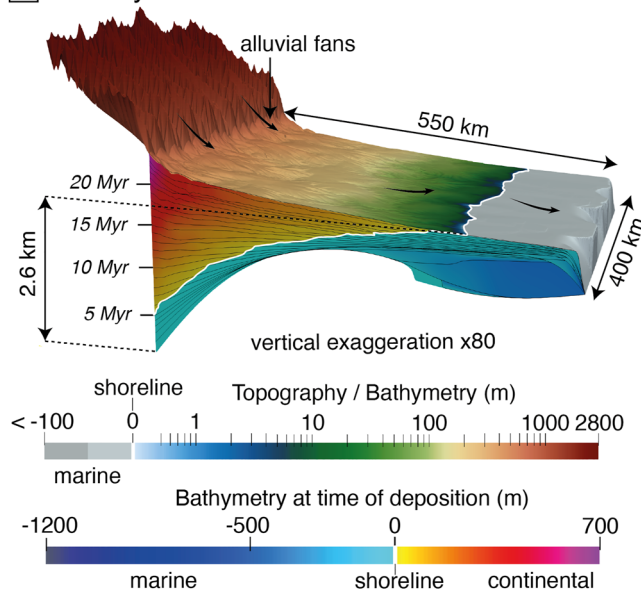 alluvial fans
550 km
400 km
20 Myr
15 Myr
10 Myr
5 Myr
2.6 km
vertical exaggeration x80
shoreline
Topography / Bathymetry (m)
< -100 0 1 10 100 1000 2800
marine
Bathymetry at time of deposition (m)
-1200 -500 0 700
marine shoreline continental